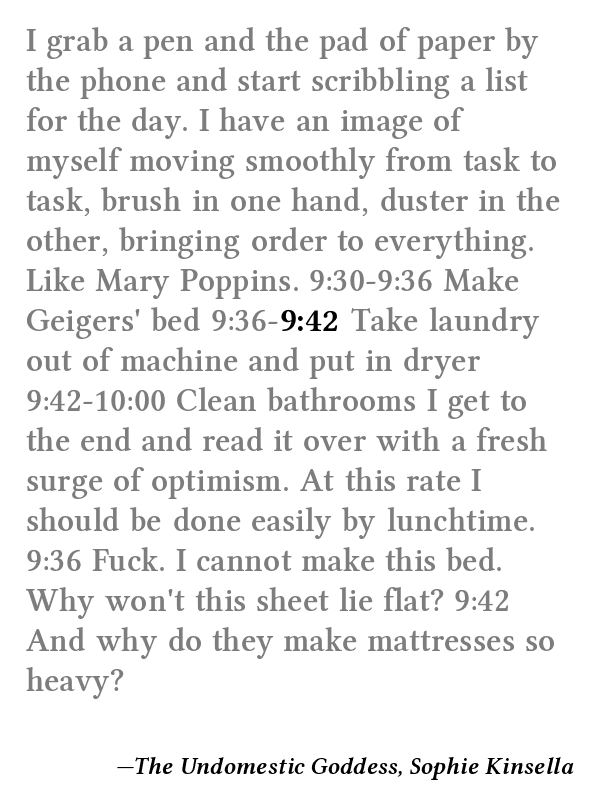 I grab a pen and the pad of paper by
the phone and start scribbling a list
for the day. I have an image of
myself moving smoothly from task to
task, brush in one hand, duster in the
other, bringing order to everything.
Like Mary Poppins. 9:30-9:36 Make
Geigers' bed 9:36-9:42 Take laundry
out of machine and put in dryer
9:42-10:00 Clean bathrooms I get to
the end and read it over with a fresh
surge of optimism. At this rate I
should be done easily by lunchtime.
9:36 Fuck. I cannot make this bed.
Why won't this sheet lie flat? 9:42
And why do they make mattresses so
heavy?
—The Undomestic Goddess, Sophie Kinsella